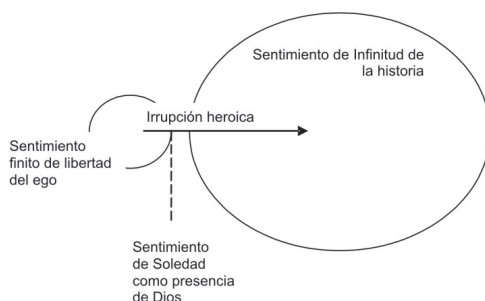 Sentimiento de Infinitud de
la historia
Irrupción heroica
Sentimiento
finito de libertad
del ego
Sentimiento
de Soledad
como presencia
de Dios